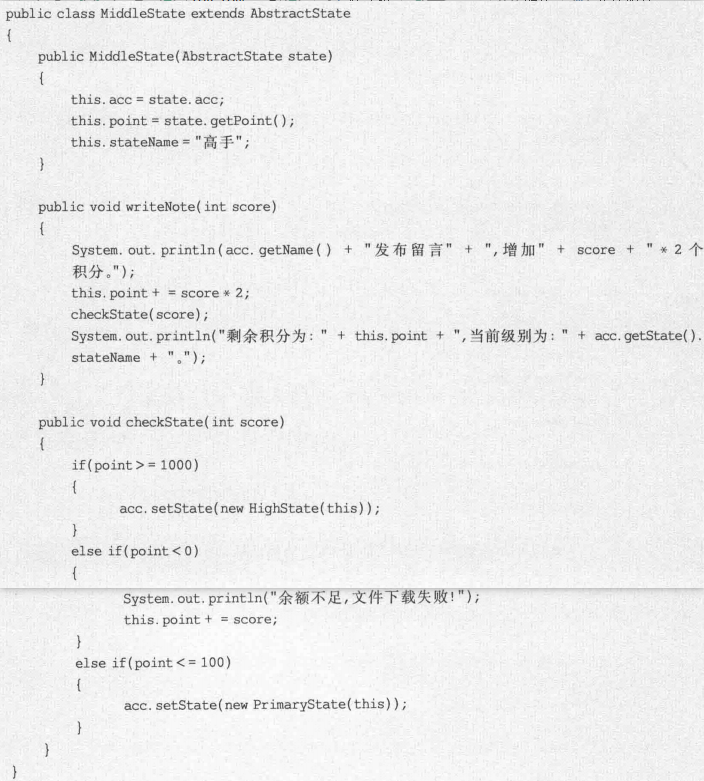 public class MiddleState extends AbstractState
{
public MiddleState(AbstractState state)
{
this.acc = state.acc;
this.point = state.getPoint();
this.stateName = "高手";
}
public void writeNote(int score)
{
System.out.println(acc.getName() + "发布留言" + ",增加" + score + " * 2 个
积分。");
this.point + = score * 2;
checkState(score);
System.out.println("剩余积分为:" + this.point + ",当前级别为:" + acc.getState().
stateName + "。");
}
public void checkState(int score)
{
if(point > = 1000)
{
acc.setState(new HighState(this));
}
else if(point < 0)
{
System.out.println("余额不足,文件下载失败!");
this.point + = score;
}
else if(point < = 100)
{
acc.setState(new PrimaryState(this));
}
}
}